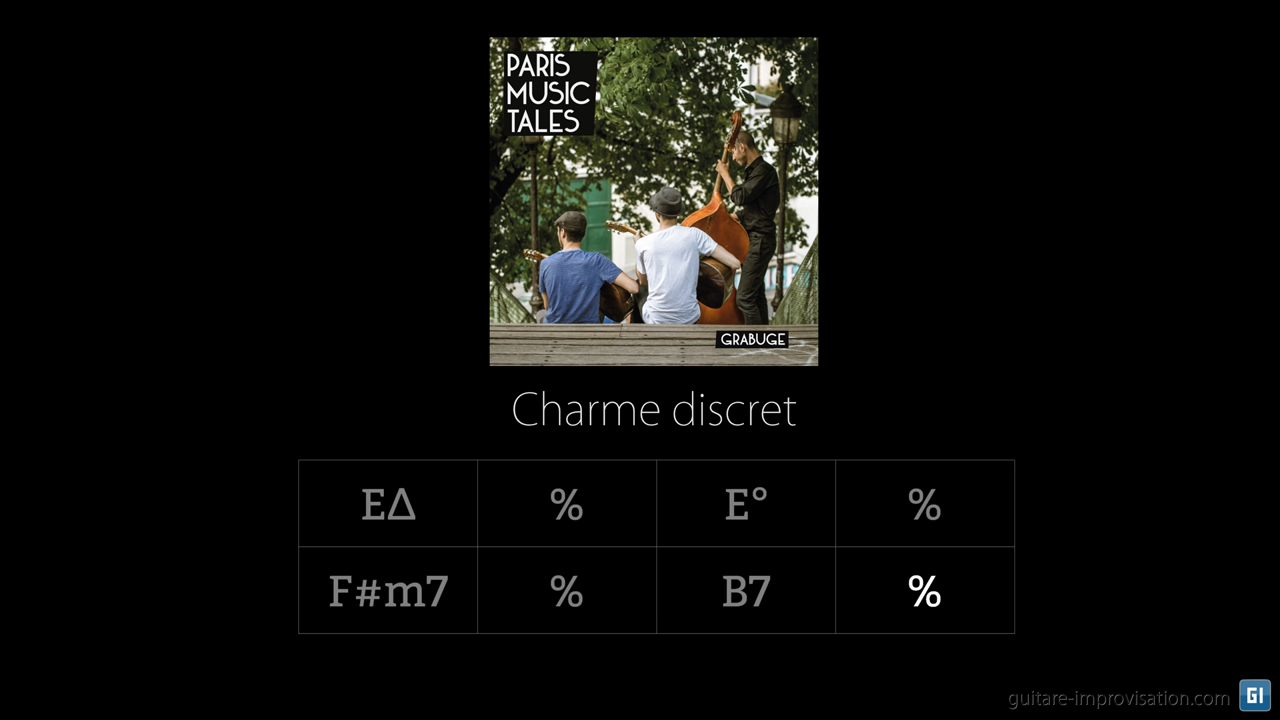 PARIS
MUSIC
TALES
GRABUGE
Charme discret
EΔ % E° %
F#m7 % B7 %
guitare-improvisation.com GI